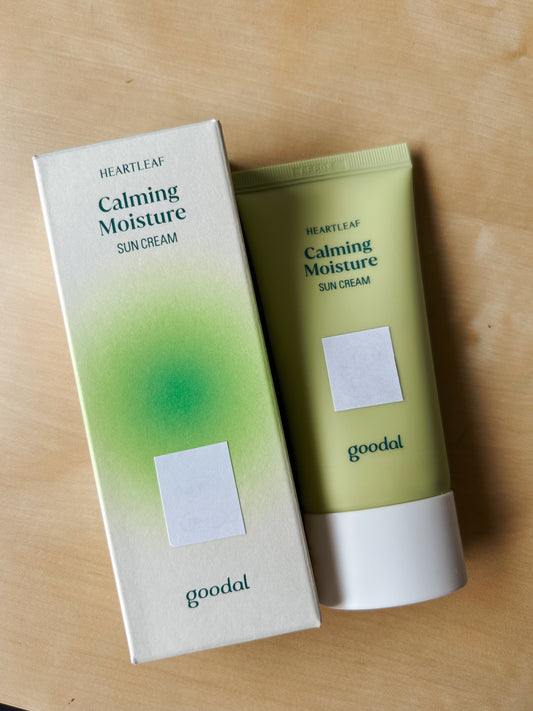 HEARTLEAF
Calming
Moisture
SUN CREAM
goodal
HEARTLEAF
Calming
Moisture
SUN CREAM
goodal